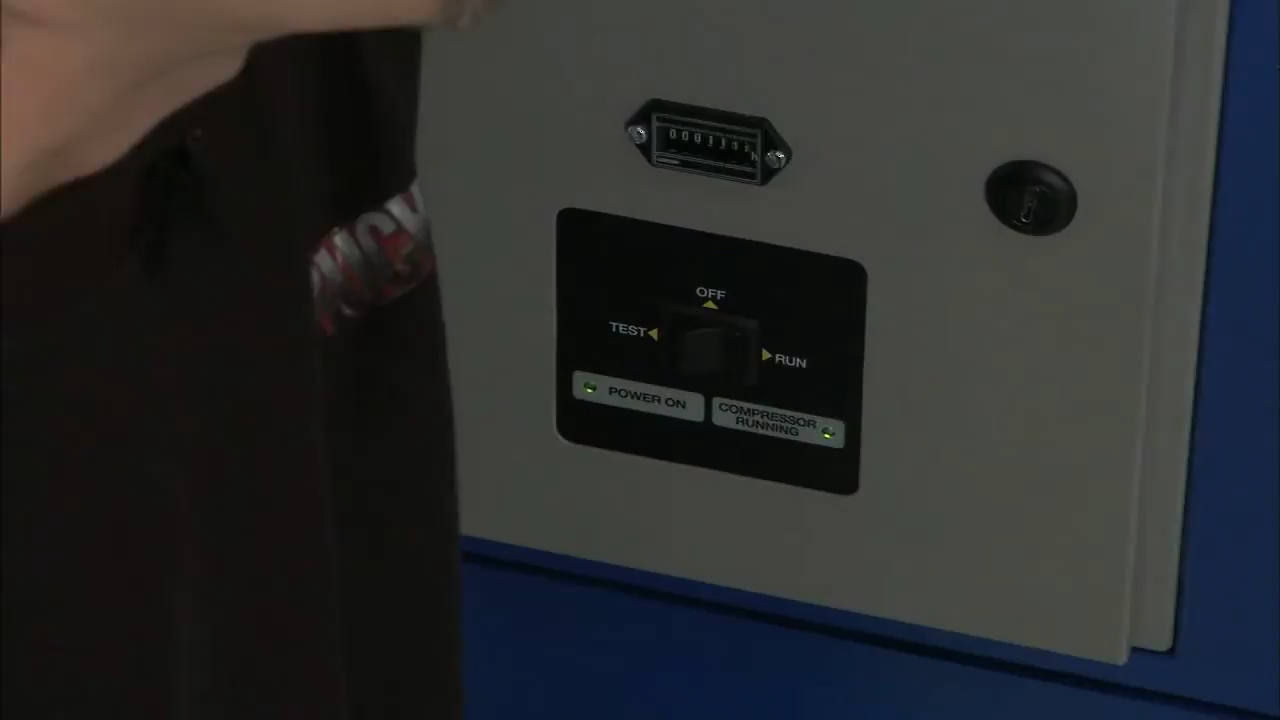 OFF
TEST
RUN
POWER ON
COMPRESSOR
RUNNING